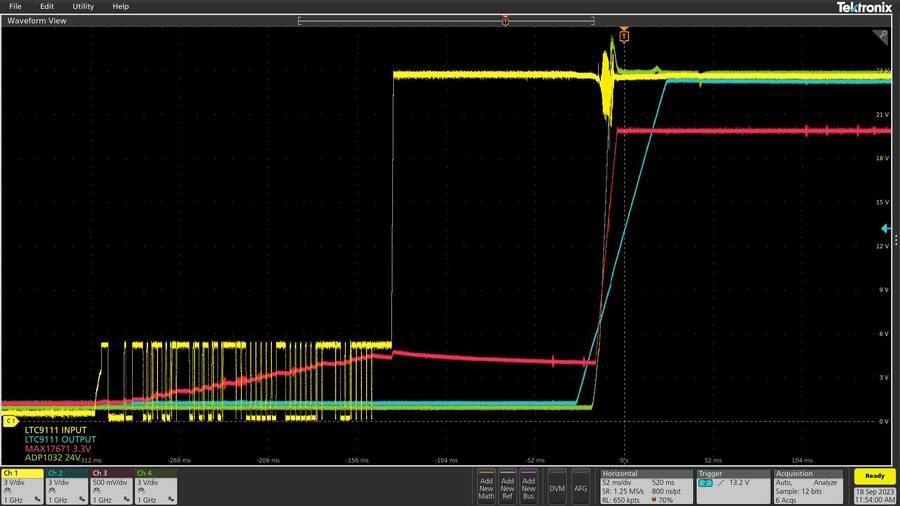 File Edit Utility Help
Tektronix
Waveform View
T
T
24 V
21 V
18 V
15 V
12 V
9 V
6 V
3 V
0 V
C1
LTC9111 INPUT
LTC9111 OUTPUT
MAX17671 3.3V
ADP1032 24V
-312 ms -260 ms -208 ms -156 ms -104 ms -52 ms 0 s 52 ms 104 ms
Ch 1
3 V/div
1 GHz
Ch 2
3 V/div
1 GHz
Ch 3
500 mV/div
1 GHz
Ch 4
3 V/div
1 GHz
Add New Math
Add New Ref
Add New Bus
DVM
AFG
Horizontal
52 ms/div 520 ms
SR: 1.25 MS/s 800 ns/pt
RL: 650 kpts 70%
Trigger
2 13.2 V
Acquisition
Auto, Analyze
Sample: 12 bits
6 Acqs
Ready
18 Sep 2023
11:54:00 AM